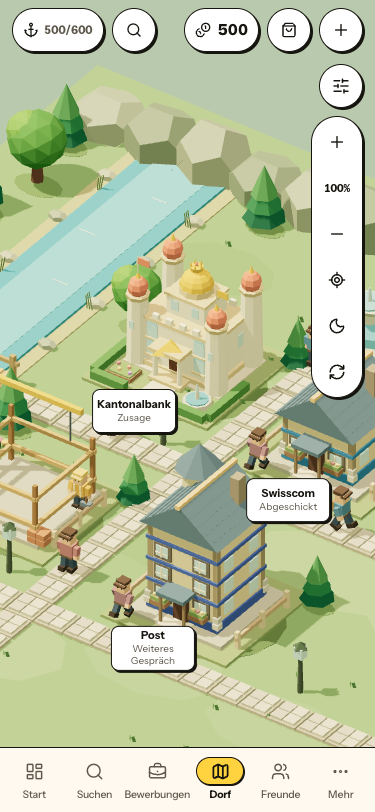 500/600
500
100%
Kantonalbank
Zusage
Swisscom
Abgeschickt
Post
Weiteres
Gespräch
Start
Suchen
Bewerbungen
Dorf
Freunde
Mehr